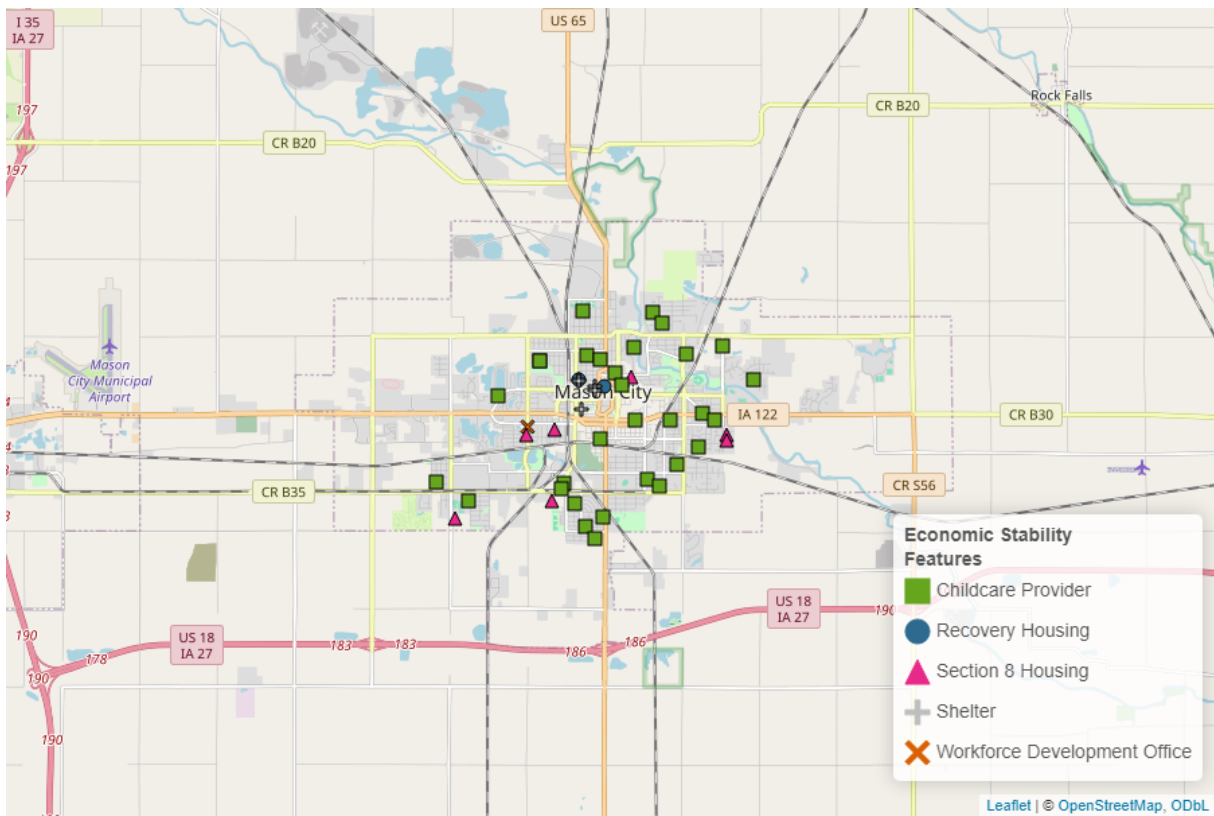 I 35
IA 27
US 65
197
CR B20
Rock Falls
CR B20
197
Mason
City Municipal
Airport
Mason City
IA 122
CR B30
CR B35
CR S56
Economic Stability
Features
Childcare Provider
Recovery Housing
Section 8 Housing
Shelter
Workforce Development Office
US 18
IA 27
190
190
US 18
IA 27
183
183
186
186
178
190
190
Leaflet | © OpenStreetMap, ODbL